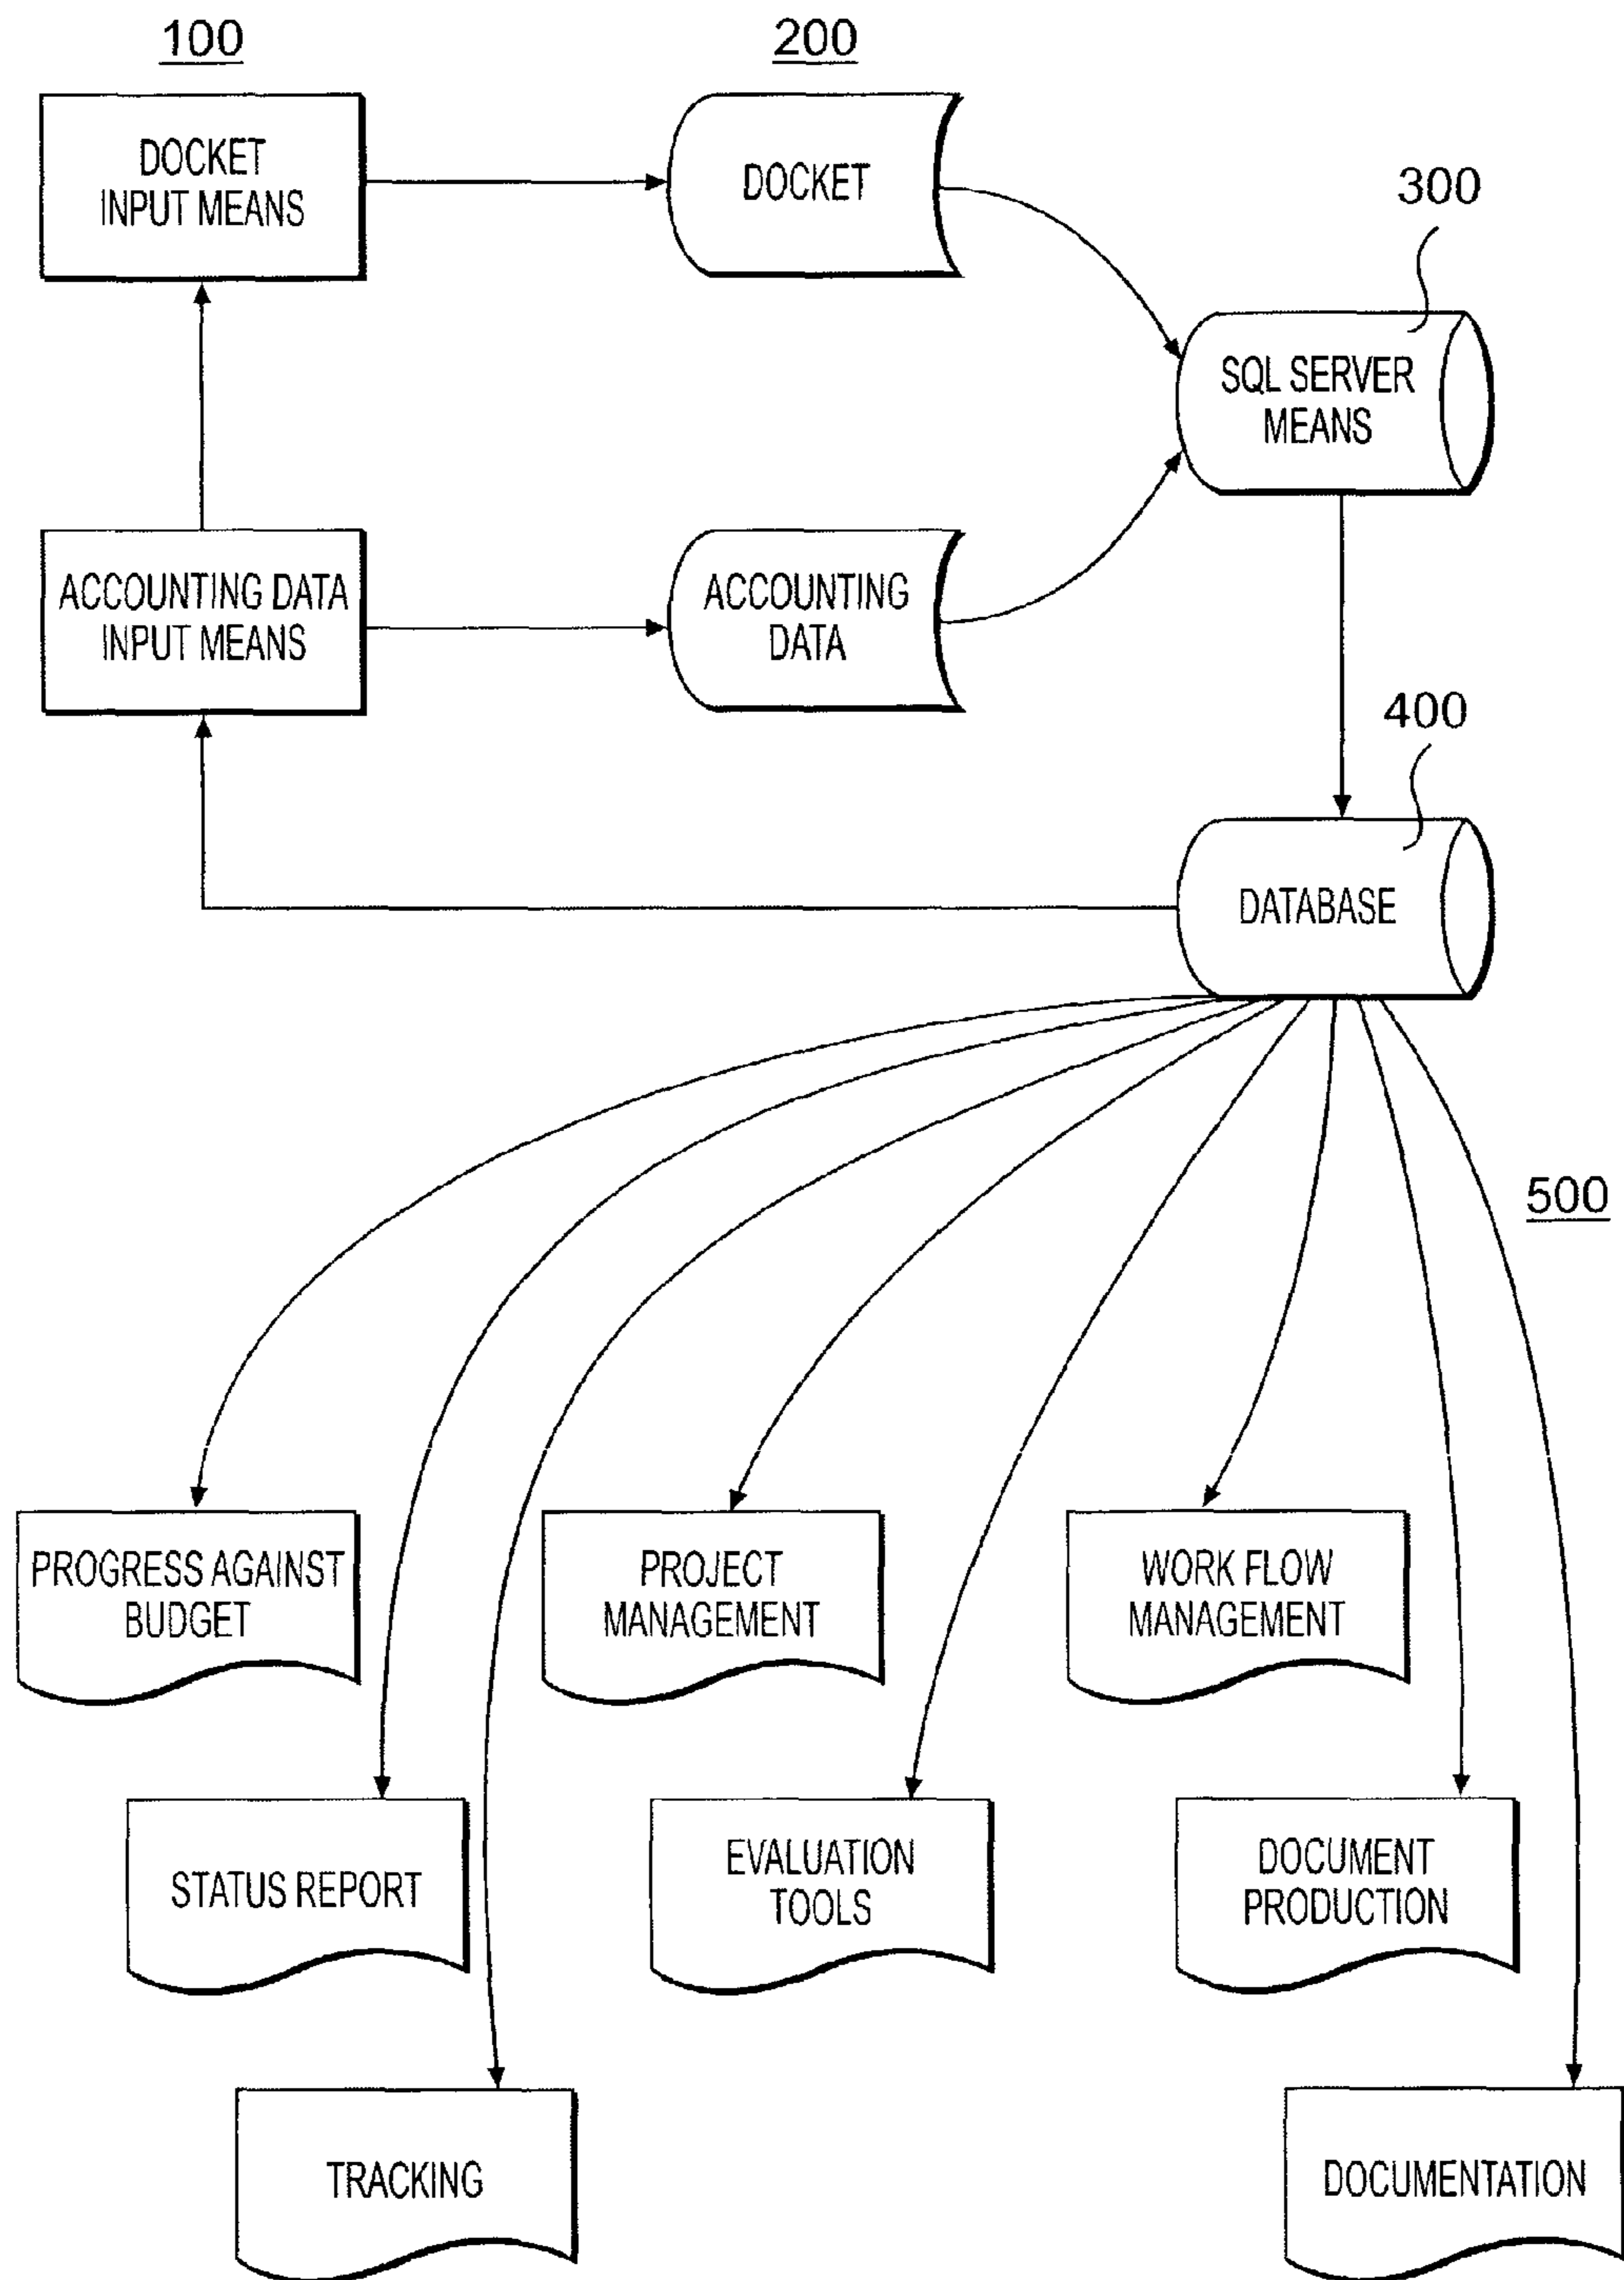 100
200
DOCKET
INPUT MEANS
DOCKET
300
SQL SERVER
MEANS
ACCOUNTING DATA
INPUT MEANS
ACCOUNTING
DATA
400
DATABASE
500
PROGRESS AGAINST
BUDGET
PROJECT
MANAGEMENT
WORK FLOW
MANAGEMENT
STATUS REPORT
EVALUATION
TOOLS
DOCUMENT
PRODUCTION
TRACKING
DOCUMENTATION